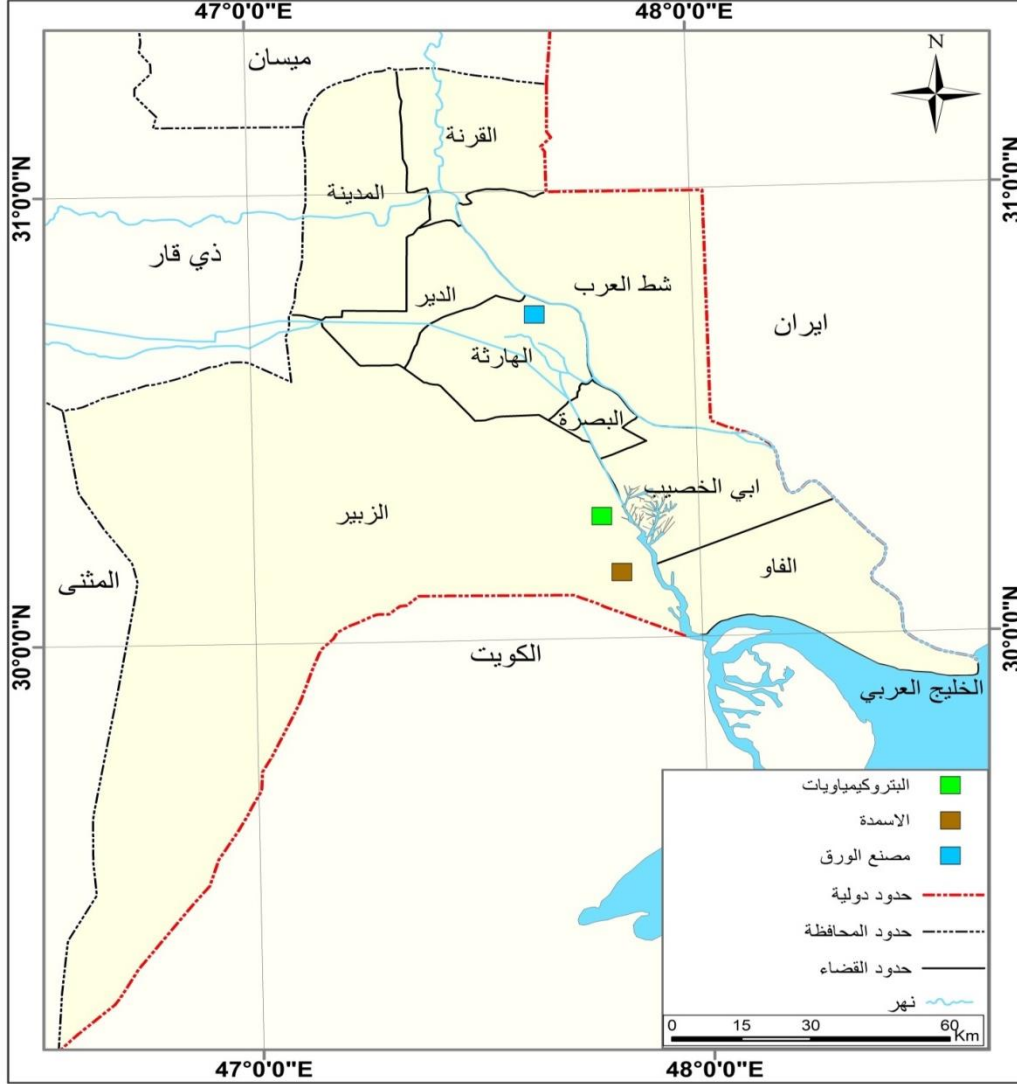 47°0'0"E
48°0'0"E
N
ميسان
القرنة
31°0'0"N
المدينة
31°0'0"N
ذي قار
شط العرب
الدير
ايران
الهارثة
البصرة
ابي الخصيب
الزبير
الفاو
المثنى
30°0'0"N
الكويت
30°0'0"N
الخليج العربي
البتروكيمياويات
الاسمدة
مصنع الورق
حدود دولية
حدود المحافظة
حدود القضاء
نهر
0 15 30 60 Km
47°0'0"E
48°0'0"E